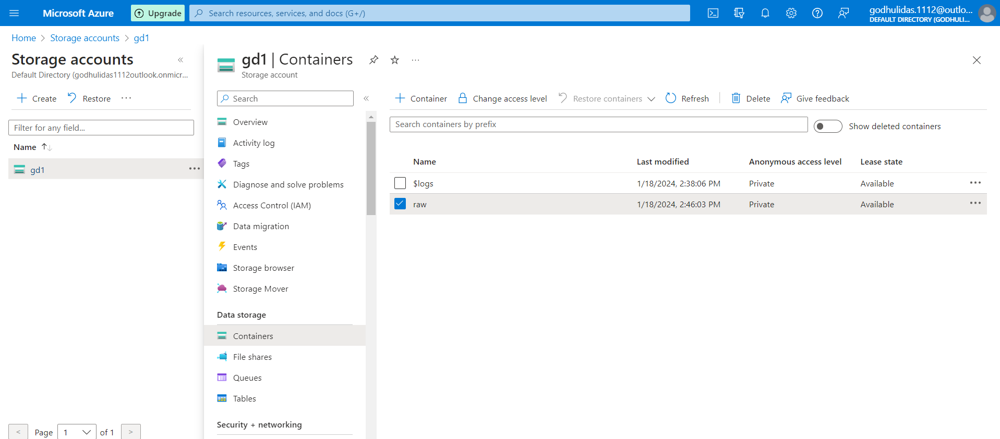 Microsoft Azure
Upgrade
Search resources, services, and docs (G+/)
godhulidas.1112@outlo...
DEFAULT DIRECTORY (GODHULI...
Home > Storage accounts > gd1
Storage accounts «
Default Directory (godhulidas1112outlook.onmicr...
+ Create Restore ...
Filter for any field...
Name ↑↓
gd1 ...
< Page 1 of 1 >
gd1 | Containers ...
Storage account
Search «
Overview
Activity log
Tags
Diagnose and solve problems
Access Control (IAM)
Data migration
Events
Storage browser
Storage Mover
Data storage
Containers
File shares
Queues
Tables
Security + networking
+ Container Change access level Restore containers Refresh | Delete Give feedback
Search containers by prefix
Show deleted containers
Name Last modified Anonymous access level Lease state
$logs 1/18/2024, 2:38:06 PM Private Available ...
raw 1/18/2024, 2:46:03 PM Private Available ...